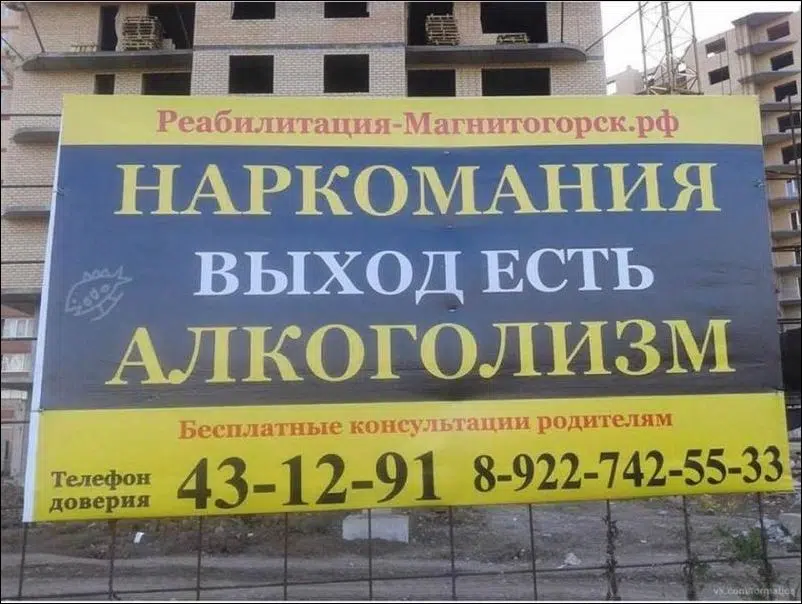 Реабилитация-Магнитогорск.рф
НАРКОМАНИЯ
ВЫХОД ЕСТЬ
АЛКОГОЛИЗМ
Бесплатные консультации родителям
Телефон доверия 43-12-91 8-922-742-55-33